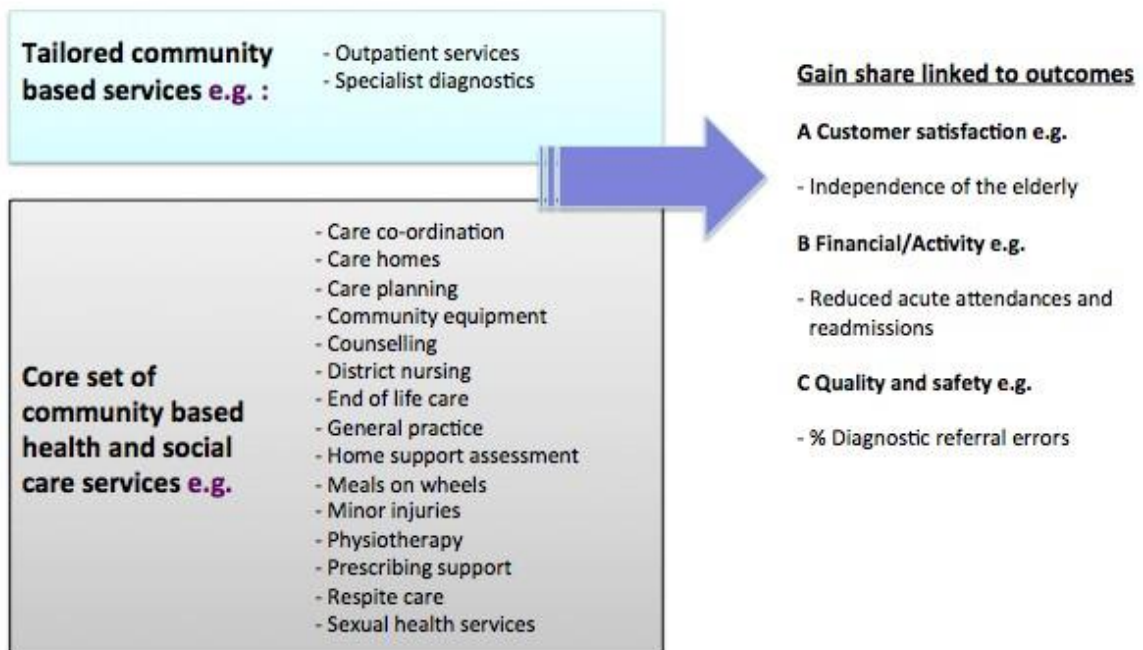 Tailored community
based services e.g. :
- Outpatient services
- Specialist diagnostics
Core set of
community based
health and social
care services e.g.
- Care co-ordination
- Care homes
- Care planning
- Community equipment
- Counselling
- District nursing
- End of life care
- General practice
- Home support assessment
- Meals on wheels
- Minor injuries
- Physiotherapy
- Prescribing support
- Respite care
- Sexual health services
Gain share linked to outcomes
A Customer satisfaction e.g.
- Independence of the elderly
B Financial/Activity e.g.
- Reduced acute attendances and
readmissions
C Quality and safety e.g.
- % Diagnostic referral errors